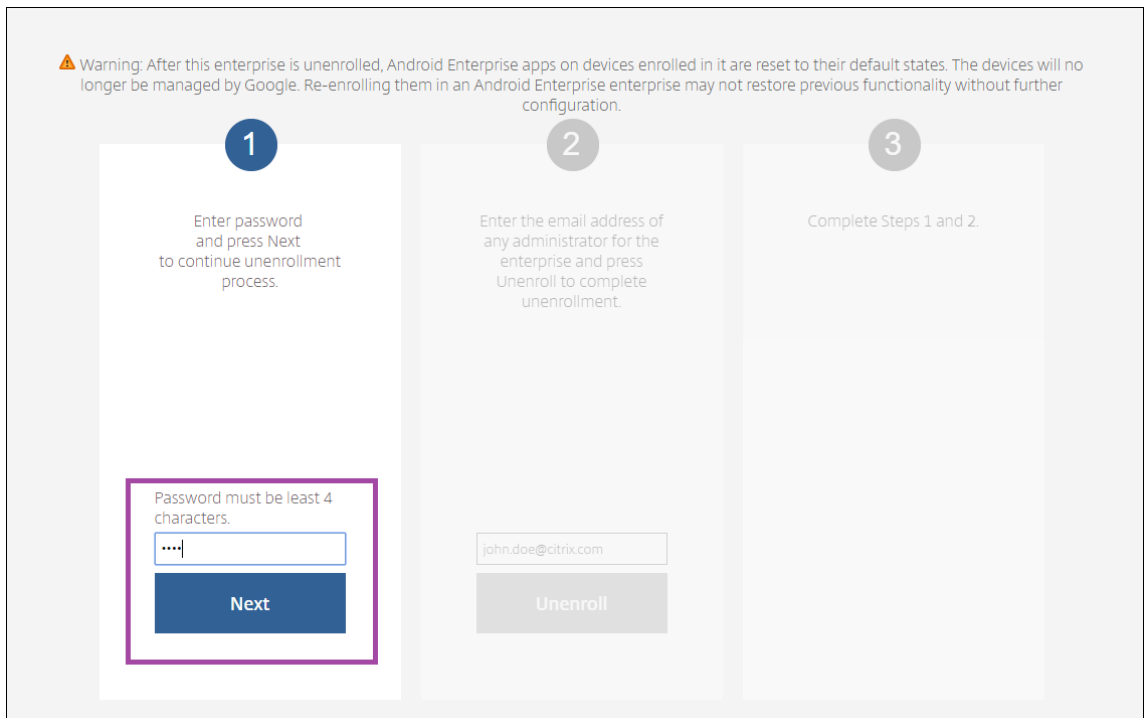 Warning: After this enterprise is unenrolled, Android Enterprise apps on devices enrolled in it are reset to their default states. The devices will no
longer be managed by Google. Re-enrolling them in an Android Enterprise enterprise may not restore previous functionality without further
configuration.
1
Enter password
and press Next
to continue unenrollment
process.
Password must be least 4
characters.
••••
Next
2
Enter the email address of
any administrator for the
enterprise and press
Unenroll to complete
unenrollment.
john.doe@citrix.com
Unenroll
3
Complete Steps 1 and 2.